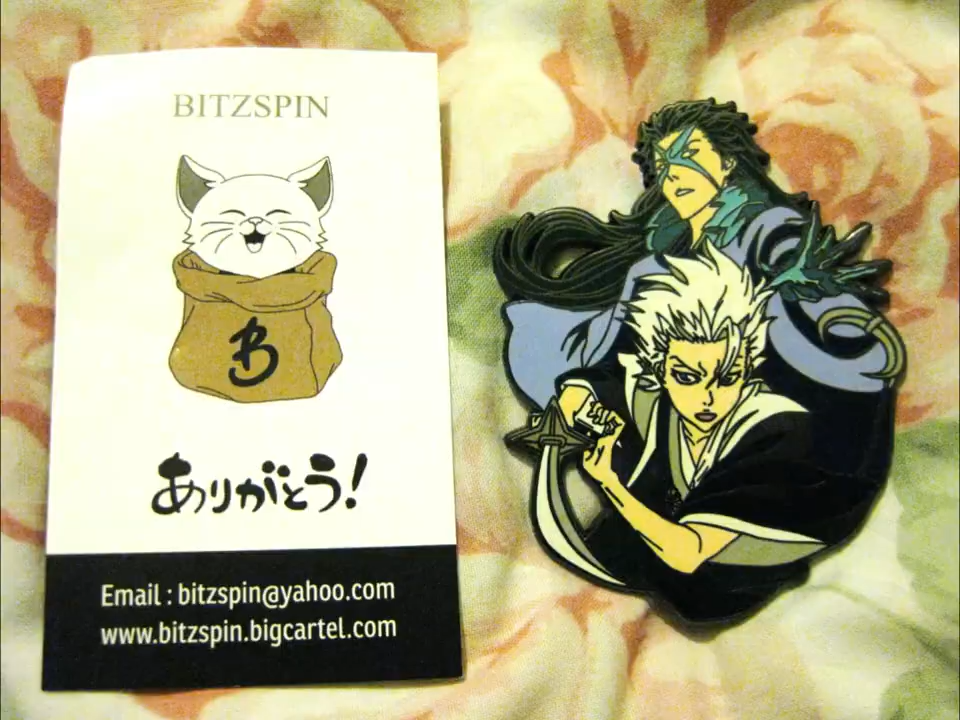 BITZSPIN
B
ありがとう!
Email : bitzspin@yahoo.com
www.bitzspin.bigcartel.com